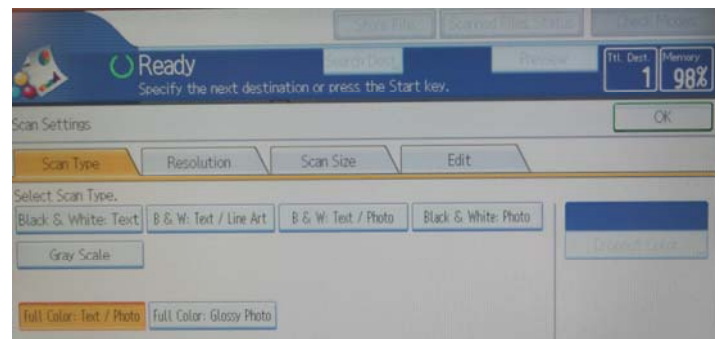 Store File Scanned Files Status Check Modes
Ready Search Dest. Preview Ttl. Dest. Memory
Specify the next destination or press the Start key. 1 98%
Scan Settings OK
Scan Type Resolution Scan Size Edit
Select Scan Type.
Black & White: Text B & W: Text / Line Art B & W: Text / Photo Black & White: Photo
Gray Scale Dropout Color
Full Color: Text / Photo Full Color: Glossy Photo